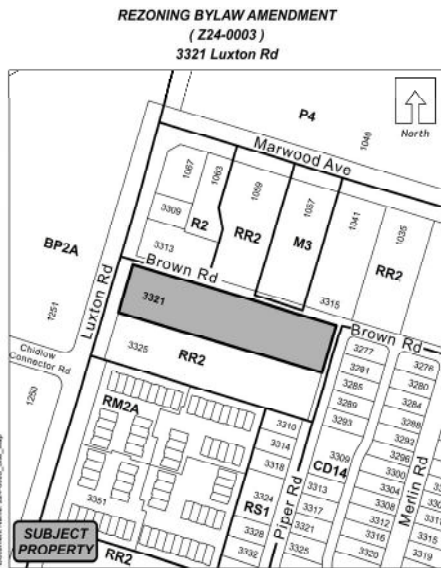 REZONING BYLAW AMENDMENT
( Z24-0003 )
3321 Luxton Rd
North
P4
1048
Marwood Ave
1067
1063
1059
1057
1041
1035
3309
R2
RR2
M3
RR2
3313
BP2A
Brown Rd
3315
Luxton Rd
1251
3321
Brown Rd
Chidlow
Connector Rd
3325
RR2
3277
3281
3285
3289
3293
3276
3280
3284
3288
3292
3296
3300
3304
3308
3312
3316
3320
1250
RM2A
3310
3314
3318
3309
CD14
3313
3317
3321
3325
3324
RS1
3328
3332
Piper Rd
Merlin Rd
3311
3315
3319
3351
SUBJECT
PROPERTY
RR2